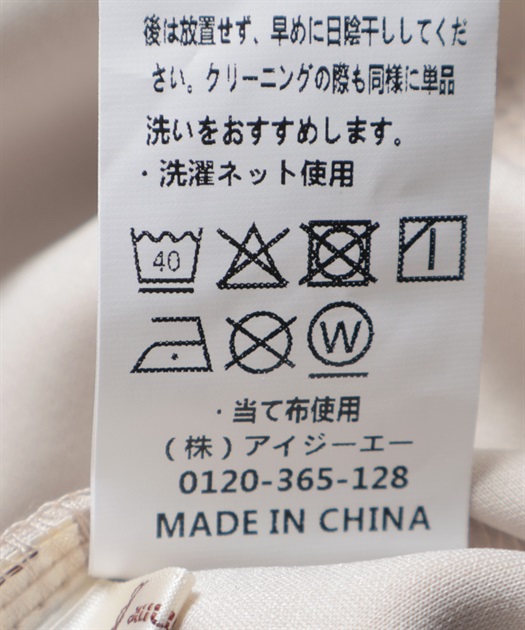 後は放置せず、早めに日陰干ししてくだ
さい。クリーニングの際も同様に単品
洗いをおすすめします。
・洗濯ネット使用
40
W
・当て布使用
(株)アイジーエー
0120-365-128
MADE IN CHINA